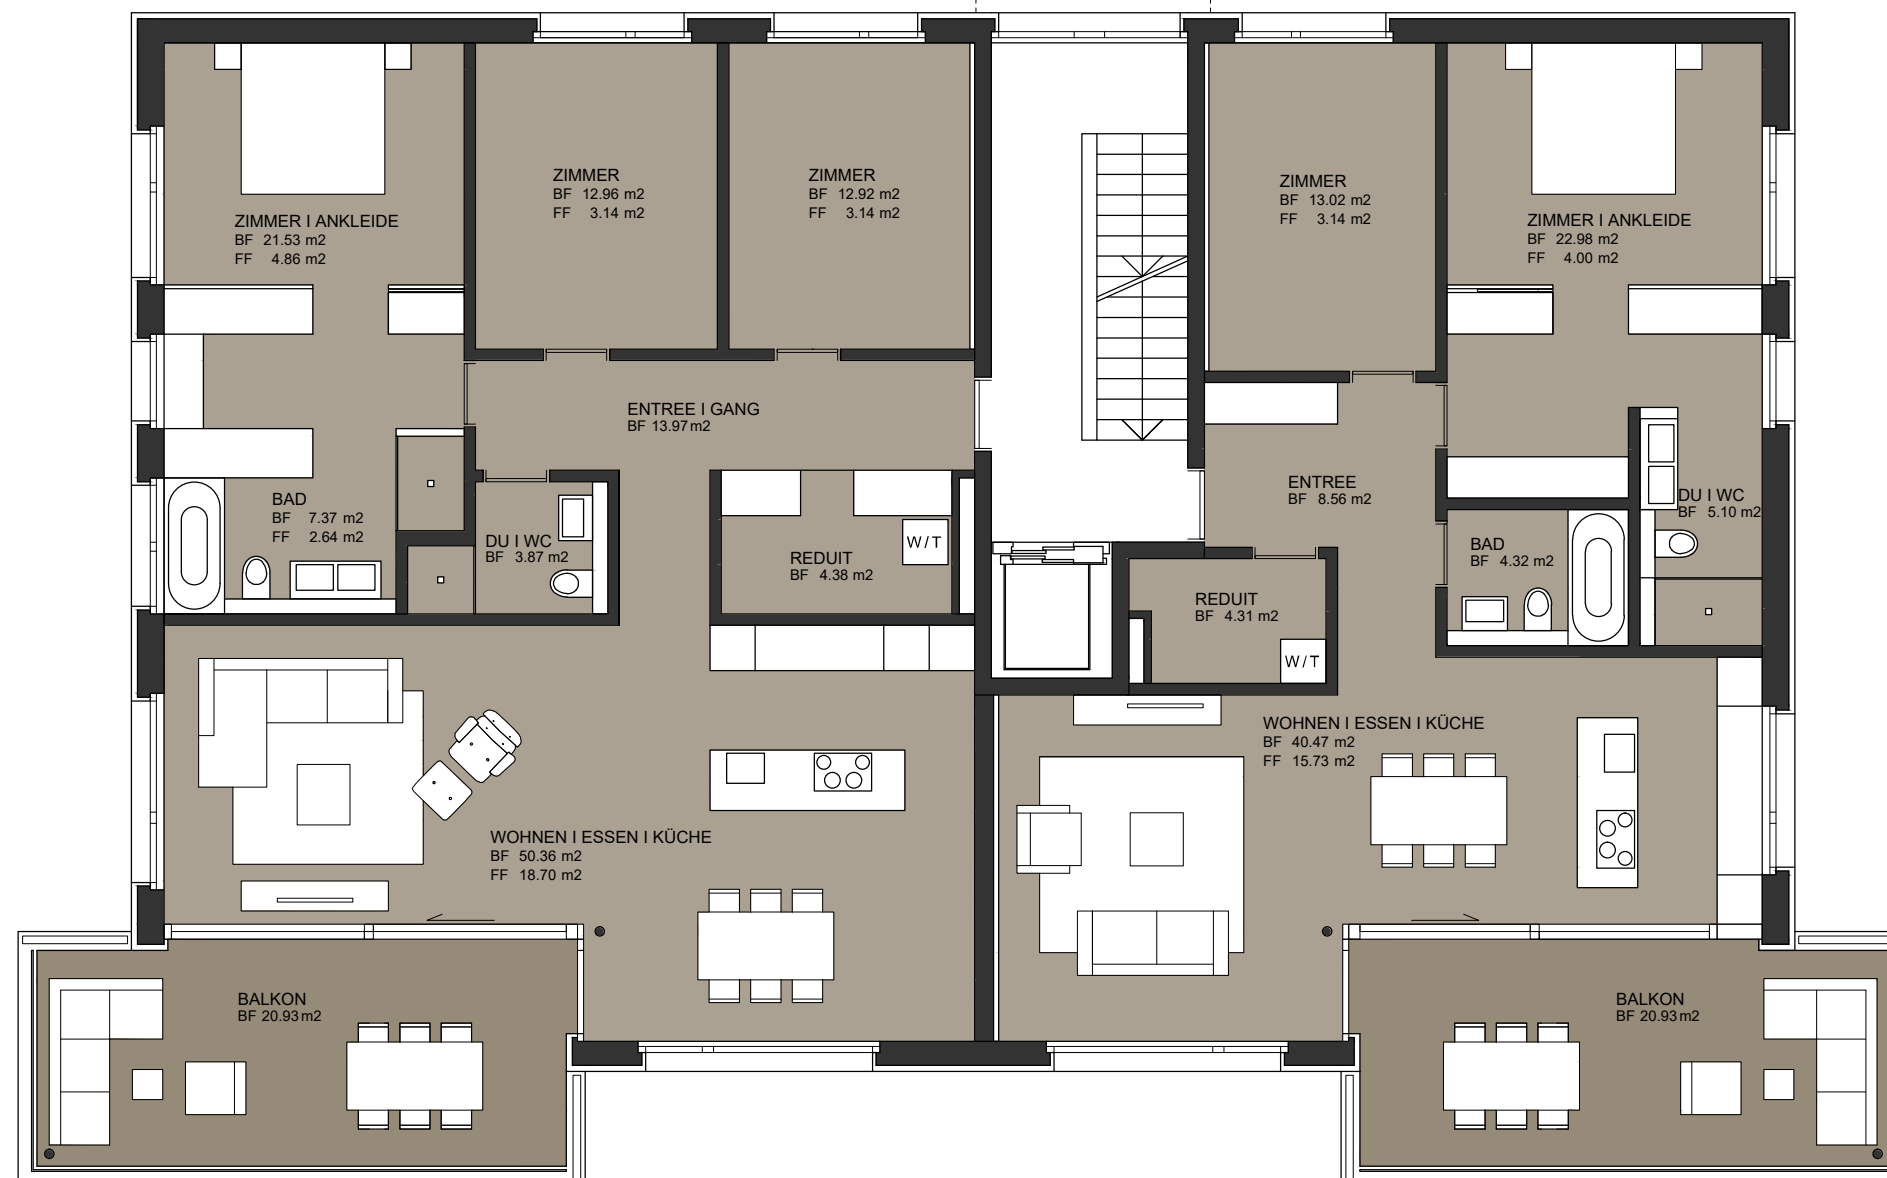 ZIMMER
BF 12.96 m2
FF 3.14 m2
ZIMMER
BF 12.92 m2
FF 3.14 m2
ZIMMER
BF 13.02 m2
FF 3.14 m2
ZIMMER I ANKLEIDE
BF 21.53 m2
FF 4.86 m2
ZIMMER I ANKLEIDE
BF 22.98 m2
FF 4.00 m2
ENTREE I GANG
BF 13.97 m2
ENTREE
BF 8.56 m2
BAD
BF 7.37 m2
FF 2.64 m2
DU I WC
BF 3.87 m2
REDUIT
BF 4.38 m2
W/T
DU I WC
BF 5.10 m2
BAD
BF 4.32 m2
REDUIT
BF 4.31 m2
W/T
WOHNEN I ESSEN I KÜCHE
BF 40.47 m2
FF 15.73 m2
WOHNEN I ESSEN I KÜCHE
BF 50.36 m2
FF 18.70 m2
BALKON
BF 20.93 m2
BALKON
BF 20.93 m2